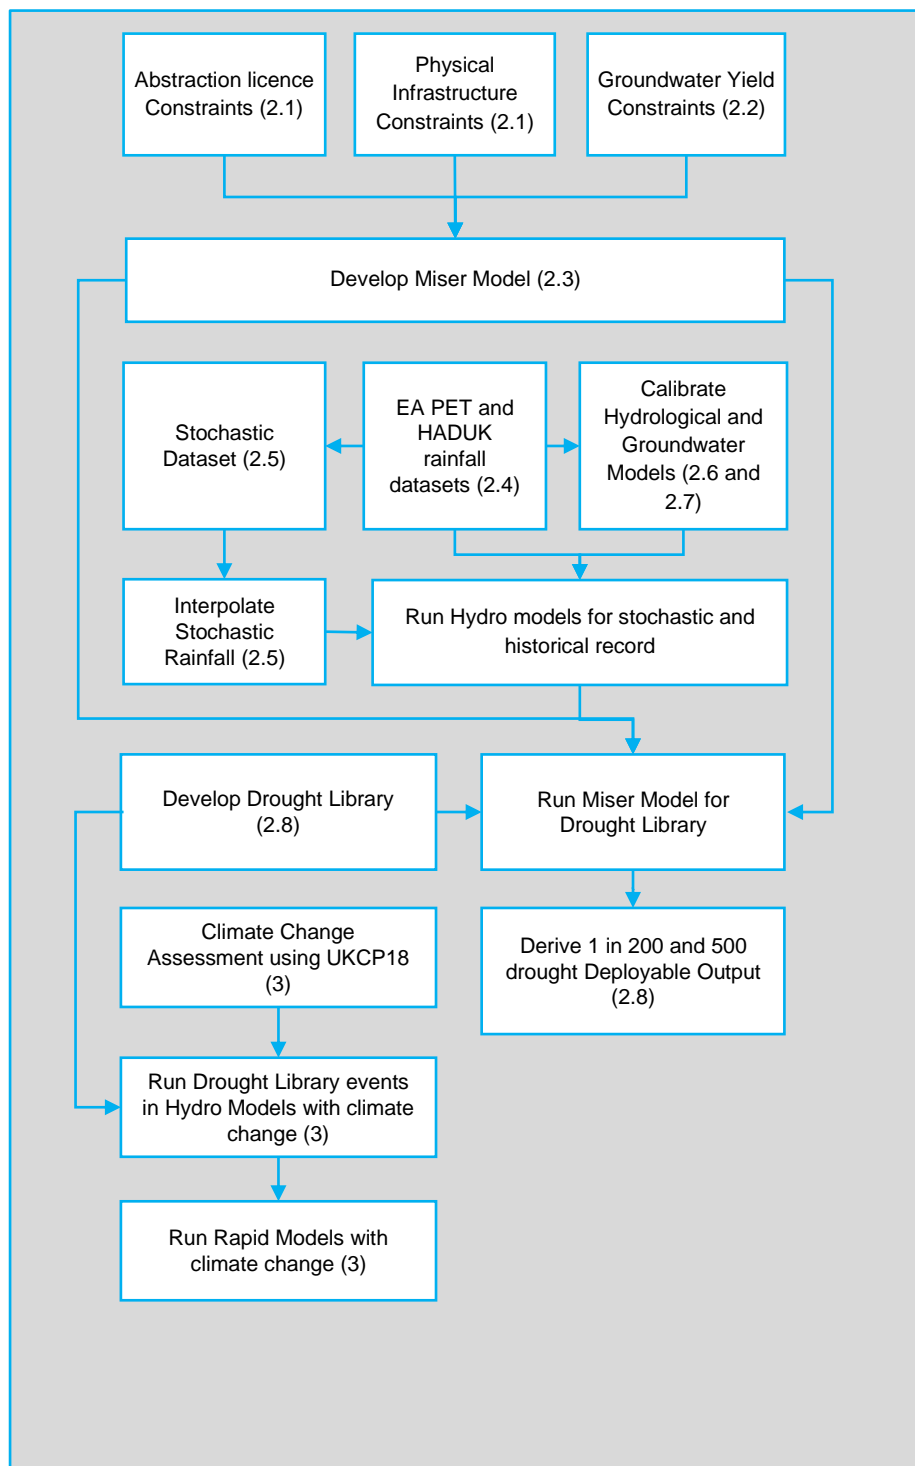 Abstraction licence
Constraints (2.1)
Physical
Infrastructure
Constraints (2.1)
Groundwater Yield
Constraints (2.2)
Develop Miser Model (2.3)
Stochastic
Dataset (2.5)
EA PET and
HADUK
rainfall
datasets (2.4)
Calibrate
Hydrological and
Groundwater
Models (2.6 and
2.7)
Interpolate
Stochastic
Rainfall (2.5)
Run Hydro models for stochastic and
historical record
Develop Drought Library
(2.8)
Run Miser Model for
Drought Library
Climate Change
Assessment using UKCP18
(3)
Derive 1 in 200 and 500
drought Deployable Output
(2.8)
Run Drought Library events
in Hydro Models with climate
change (3)
Run Rapid Models with
climate change (3)